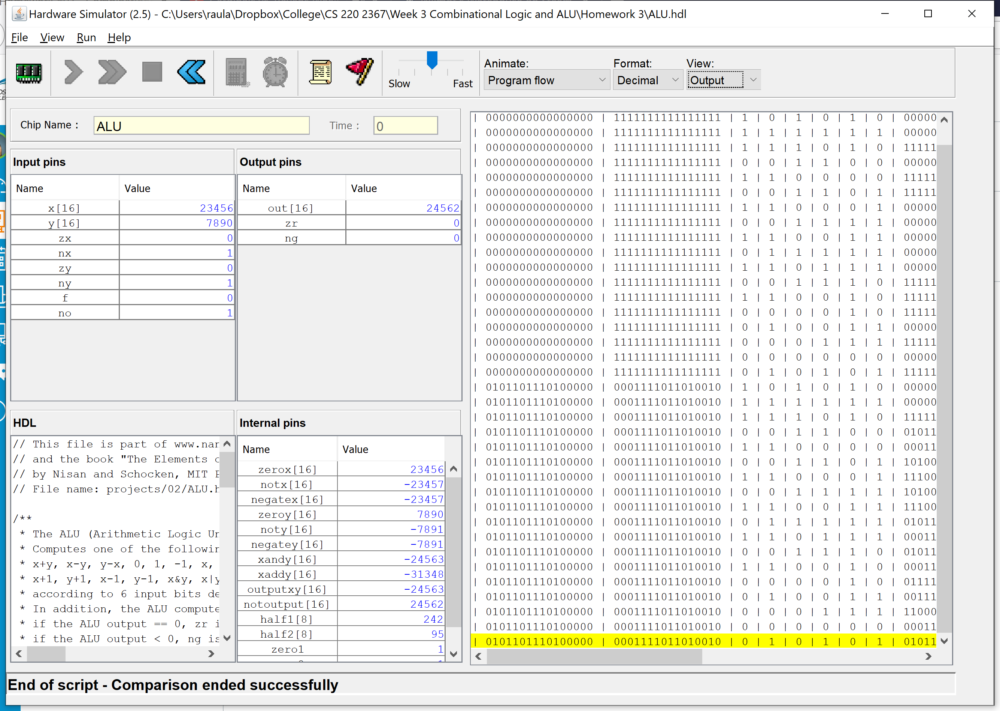 Hardware Simulator (2.5) - C:\Users\raula\Dropbox\College\CS 220 2367\Week 3 Combinational Logic and ALU\Homework 3\ALU.hdl
File View Run Help
Slow Fast
Animate: Format: View:
Program flow Decimal Output
Chip Name : ALU Time : 0
Input pins
Name Value
x[16] 23456
y[16] 7890
zx 0
nx 1
zy 0
ny 1
f 0
no 1
Output pins
Name Value
out[16] 24562
zr 0
ng 0
HDL
// This file is part of www.nan
// and the book "The Elements o
// by Nisan and Schocken, MIT P
// File name: projects/02/ALU.h
/**
* The ALU (Arithmetic Logic Un
* Computes one of the followin
* x+y, x-y, y-x, 0, 1, -1, x,
* x+1, y+1, x-1, y-1, x&y, x|y
* according to 6 input bits de
* In addition, the ALU compute
* if the ALU output == 0, zr i
* if the ALU output < 0, ng is
Internal pins
Name Value
zerox[16] 23456
notx[16] -23457
negatex[16] -23457
zeroy[16] 7890
noty[16] -7891
negatey[16] -7891
xandy[16] -24563
xaddy[16] -31348
outputxy[16] -24563
notoutput[16] 24562
half1[8] 242
half2[8] 95
zero1 1
| 0000000000000000 | 1111111111111111 | 1 | 0 | 1 | 0 | 1 | 0 | 00000
| 0000000000000000 | 1111111111111111 | 1 | 1 | 1 | 1 | 1 | 1 | 00000
| 0000000000000000 | 1111111111111111 | 1 | 1 | 1 | 0 | 1 | 0 | 11111
| 0000000000000000 | 1111111111111111 | 0 | 0 | 1 | 1 | 0 | 0 | 00000
| 0000000000000000 | 1111111111111111 | 1 | 1 | 0 | 0 | 0 | 0 | 11111
| 0000000000000000 | 1111111111111111 | 0 | 0 | 1 | 1 | 0 | 1 | 11111
| 0000000000000000 | 1111111111111111 | 1 | 1 | 0 | 0 | 0 | 1 | 00000
| 0000000000000000 | 1111111111111111 | 0 | 0 | 1 | 1 | 1 | 1 | 00000
| 0000000000000000 | 1111111111111111 | 1 | 1 | 0 | 0 | 1 | 1 | 00000
| 0000000000000000 | 1111111111111111 | 0 | 1 | 1 | 1 | 1 | 1 | 00000
| 0000000000000000 | 1111111111111111 | 1 | 1 | 0 | 1 | 1 | 1 | 00000
| 0000000000000000 | 1111111111111111 | 0 | 0 | 1 | 1 | 1 | 0 | 11111
| 0000000000000000 | 1111111111111111 | 1 | 1 | 0 | 0 | 1 | 0 | 11111
| 0000000000000000 | 1111111111111111 | 0 | 0 | 0 | 0 | 1 | 0 | 11111
| 0000000000000000 | 1111111111111111 | 0 | 1 | 0 | 0 | 1 | 1 | 00000
| 0000000000000000 | 1111111111111111 | 0 | 0 | 0 | 1 | 1 | 1 | 11111
| 0000000000000000 | 1111111111111111 | 0 | 0 | 0 | 0 | 0 | 0 | 00000
| 0000000000000000 | 1111111111111111 | 0 | 1 | 0 | 1 | 0 | 1 | 11111
| 0101101110100000 | 0001111011010010 | 1 | 0 | 1 | 0 | 1 | 0 | 00000
| 0101101110100000 | 0001111011010010 | 1 | 1 | 1 | 1 | 1 | 1 | 00000
| 0101101110100000 | 0001111011010010 | 1 | 1 | 1 | 0 | 1 | 0 | 11111
| 0101101110100000 | 0001111011010010 | 0 | 0 | 1 | 1 | 0 | 0 | 01011
| 0101101110100000 | 0001111011010010 | 1 | 1 | 0 | 0 | 0 | 0 | 00011
| 0101101110100000 | 0001111011010010 | 0 | 0 | 1 | 1 | 0 | 1 | 10100
| 0101101110100000 | 0001111011010010 | 1 | 1 | 0 | 0 | 0 | 1 | 11100
| 0101101110100000 | 0001111011010010 | 0 | 0 | 1 | 1 | 1 | 1 | 10100
| 0101101110100000 | 0001111011010010 | 1 | 1 | 0 | 0 | 1 | 1 | 11100
| 0101101110100000 | 0001111011010010 | 0 | 1 | 1 | 1 | 1 | 1 | 01011
| 0101101110100000 | 0001111011010010 | 1 | 1 | 0 | 1 | 1 | 1 | 00011
| 0101101110100000 | 0001111011010010 | 0 | 0 | 1 | 1 | 1 | 0 | 01011
| 0101101110100000 | 0001111011010010 | 1 | 1 | 0 | 0 | 1 | 0 | 00011
| 0101101110100000 | 0001111011010010 | 0 | 0 | 0 | 0 | 1 | 0 | 01111
| 0101101110100000 | 0001111011010010 | 0 | 1 | 0 | 0 | 1 | 1 | 00111
| 0101101110100000 | 0001111011010010 | 0 | 0 | 0 | 1 | 1 | 1 | 11000
| 0101101110100000 | 0001111011010010 | 0 | 0 | 0 | 0 | 0 | 0 | 00011
| 0101101110100000 | 0001111011010010 | 0 | 1 | 0 | 1 | 0 | 1 | 01011
End of script - Comparison ended successfully